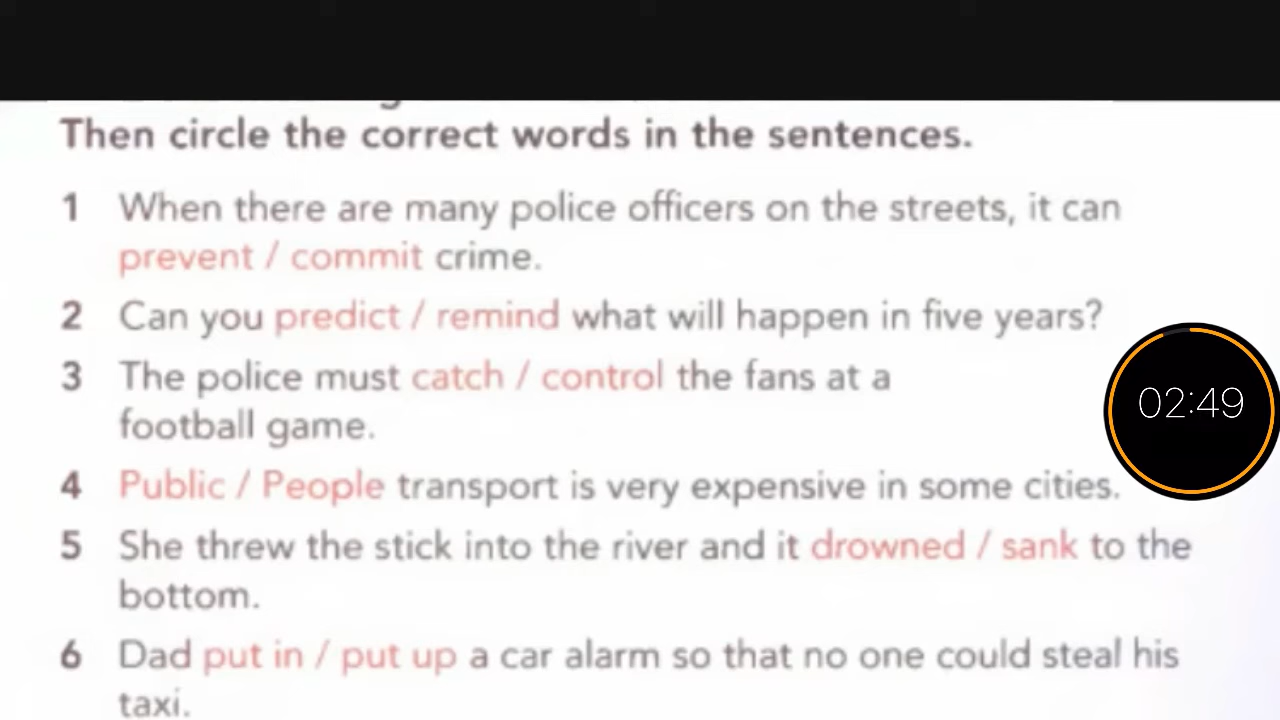 Then circle the correct words in the sentences.
1 When there are many police officers on the streets, it can
prevent / commit crime.
2 Can you predict / remind what will happen in five years?
3 The police must catch / control the fans at a
football game.
02:49
4 Public / People transport is very expensive in some cities.
5 She threw the stick into the river and it drowned / sank to the
bottom.
6 Dad put in / put up a car alarm so that no one could steal his
taxi.